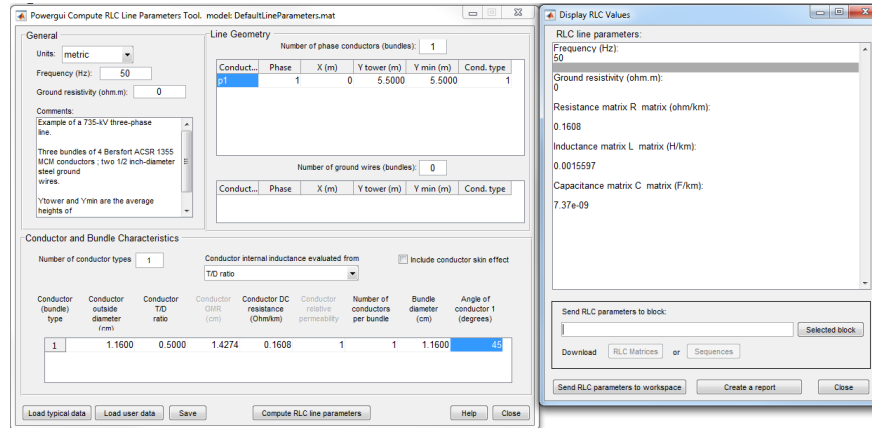 Powergui Compute RLC Line Parameters Tool. model: DefaultLineParameters.mat
General
Units: metric
Frequency (Hz): 50
Ground resistivity (ohm.m): 0
Comments:
Example of a 735-kV three-phase
line.
Three bundles of 4 Bersfort ACSR 1355
MCM conductors ; two 1/2 inch-diameter
steel ground
wires.
Ytower and Ymin are the average
heights of
Line Geometry
Number of phase conductors (bundles): 1
Conduct... Phase X (m) Y tower (m) Y min (m) Cond. type
p1 1 0 5.5000 5.5000 1
Number of ground wires (bundles): 0
Conduct... Phase X (m) Y tower (m) Y min (m) Cond. type
Conductor and Bundle Characteristics
Number of conductor types 1
Conductor internal inductance evaluated from
T/D ratio
Include conductor skin effect
Conductor Conductor Conductor Conductor Conductor DC Conductor Number of Bundle Angle of
(bundle) outside T/D GMR resistance relative conductors diameter conductor 1
type diameter ratio (cm) (Ohm/km) permeability per bundle (cm) (degrees)
(cm)
1 1.1600 0.5000 1.4274 0.1608 1 1 1.1600 45
Load typical data Load user data Save Compute RLC line parameters Help Close
Display RLC Values
RLC line parameters:
Frequency (Hz):
50
Ground resistivity (ohm.m):
0
Resistance matrix R matrix (ohm/km):
0.1608
Inductance matrix L matrix (H/km):
0.0015597
Capacitance matrix C matrix (F/km):
7.37e-09
Send RLC parameters to block:
Selected block
Download RLC Matrices or Sequences
Send RLC parameters to workspace Create a report Close